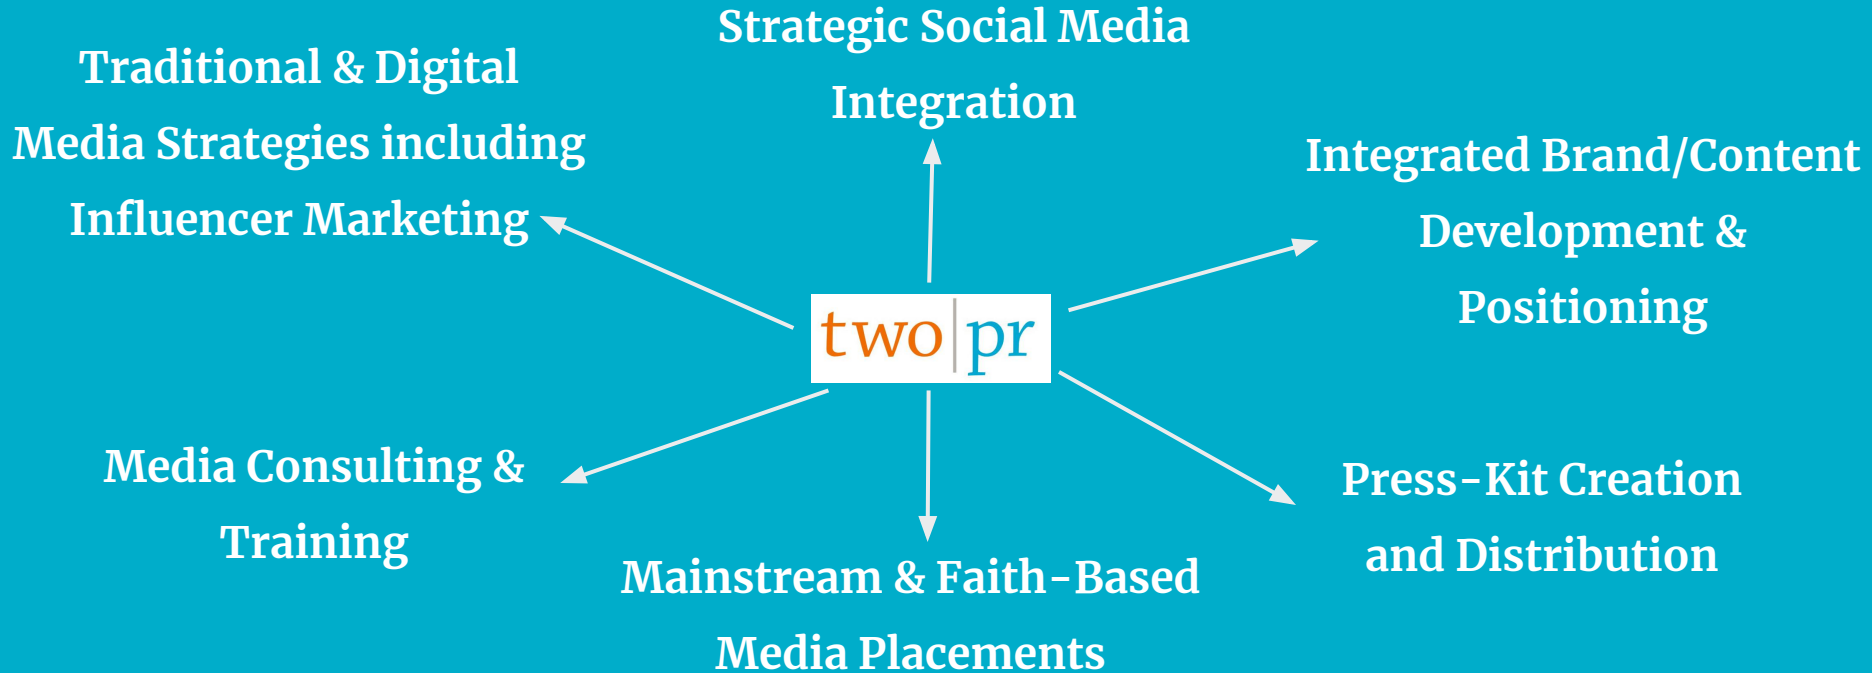 Strategic Social Media
Integration
Traditional & Digital
Media Strategies including
Influencer Marketing
Integrated Brand/Content
Development &
Positioning
two|pr
Media Consulting &
Training
Press-Kit Creation
and Distribution
Mainstream & Faith-Based
Media Placements